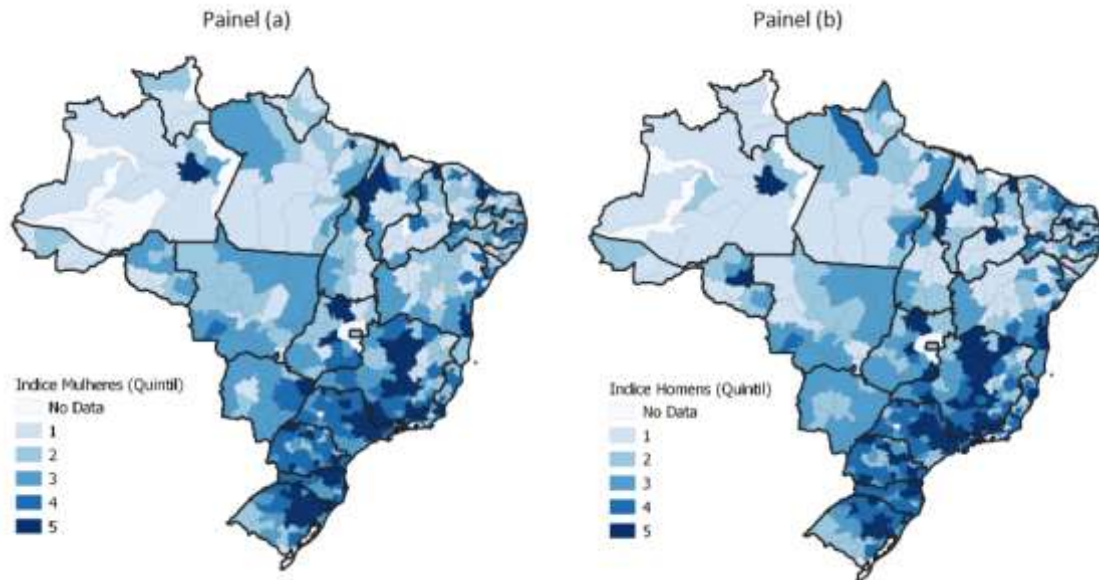 Painel (a)
Painel (b)
Indice Mulheres (Quintil)
No Data
1
2
3
4
5
Indice Homens (Quintil)
No Data
1
2
3
4
5